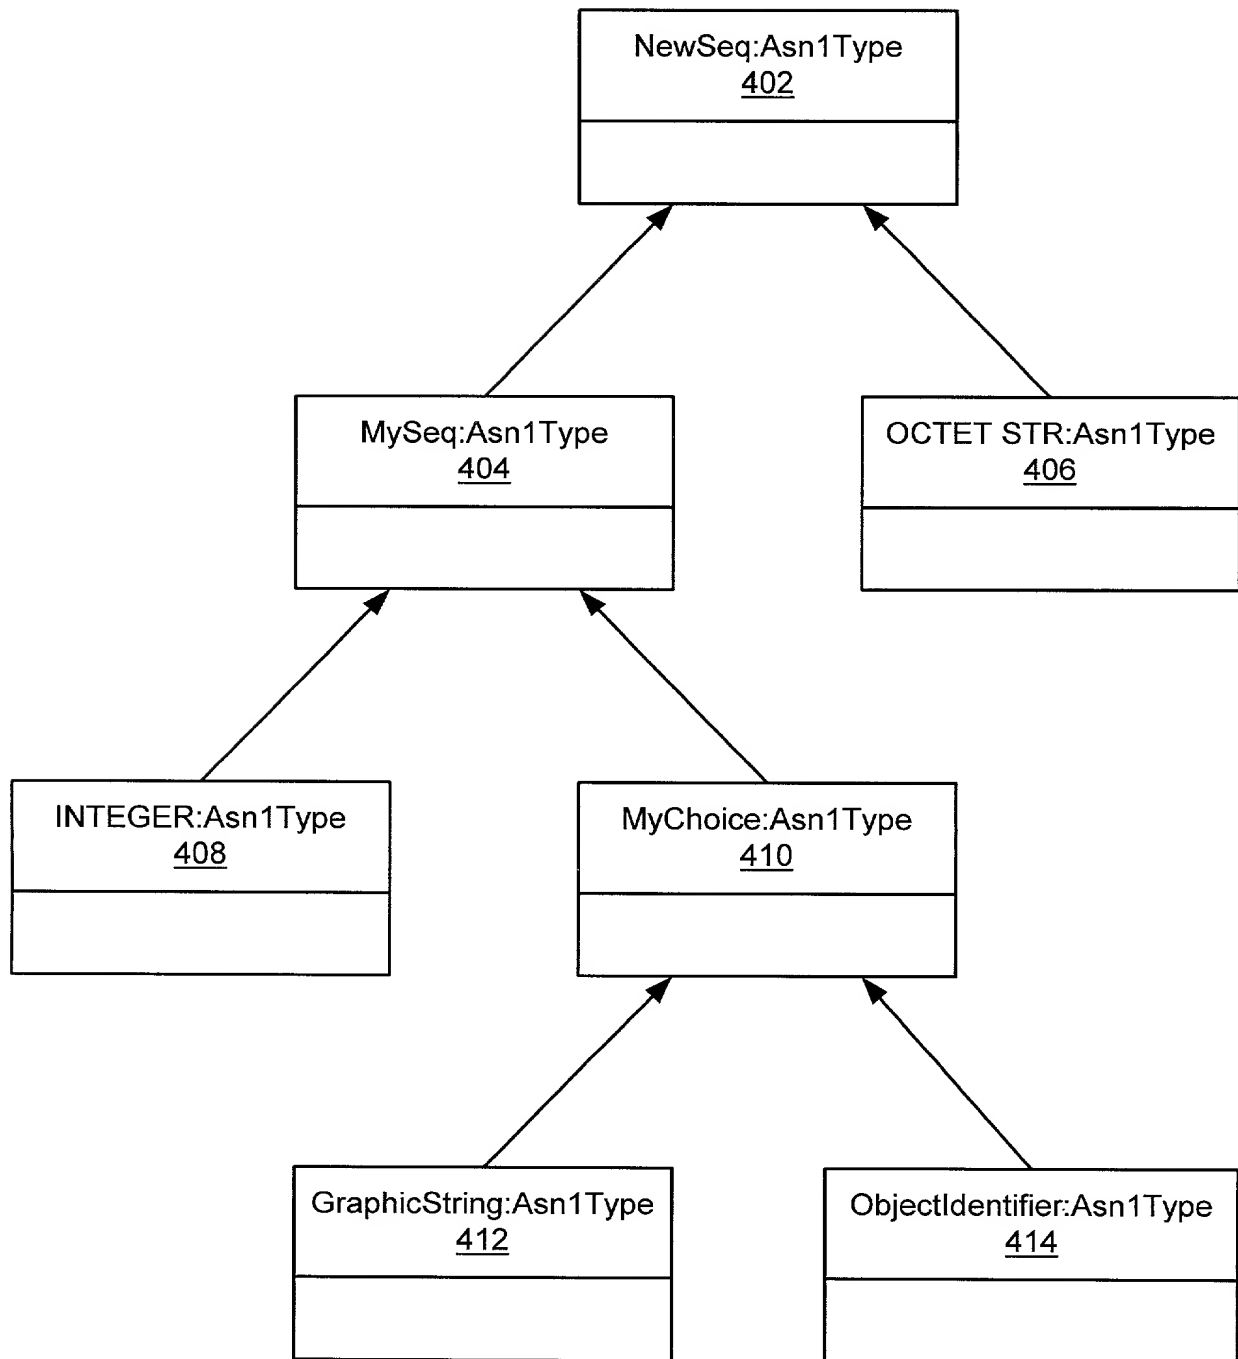 NewSeq:Asn1Type
402
MySeq:Asn1Type
404
OCTET STR:Asn1Type
406
INTEGER:Asn1Type
408
MyChoice:Asn1Type
410
GraphicString:Asn1Type
412
ObjectIdentifier:Asn1Type
414